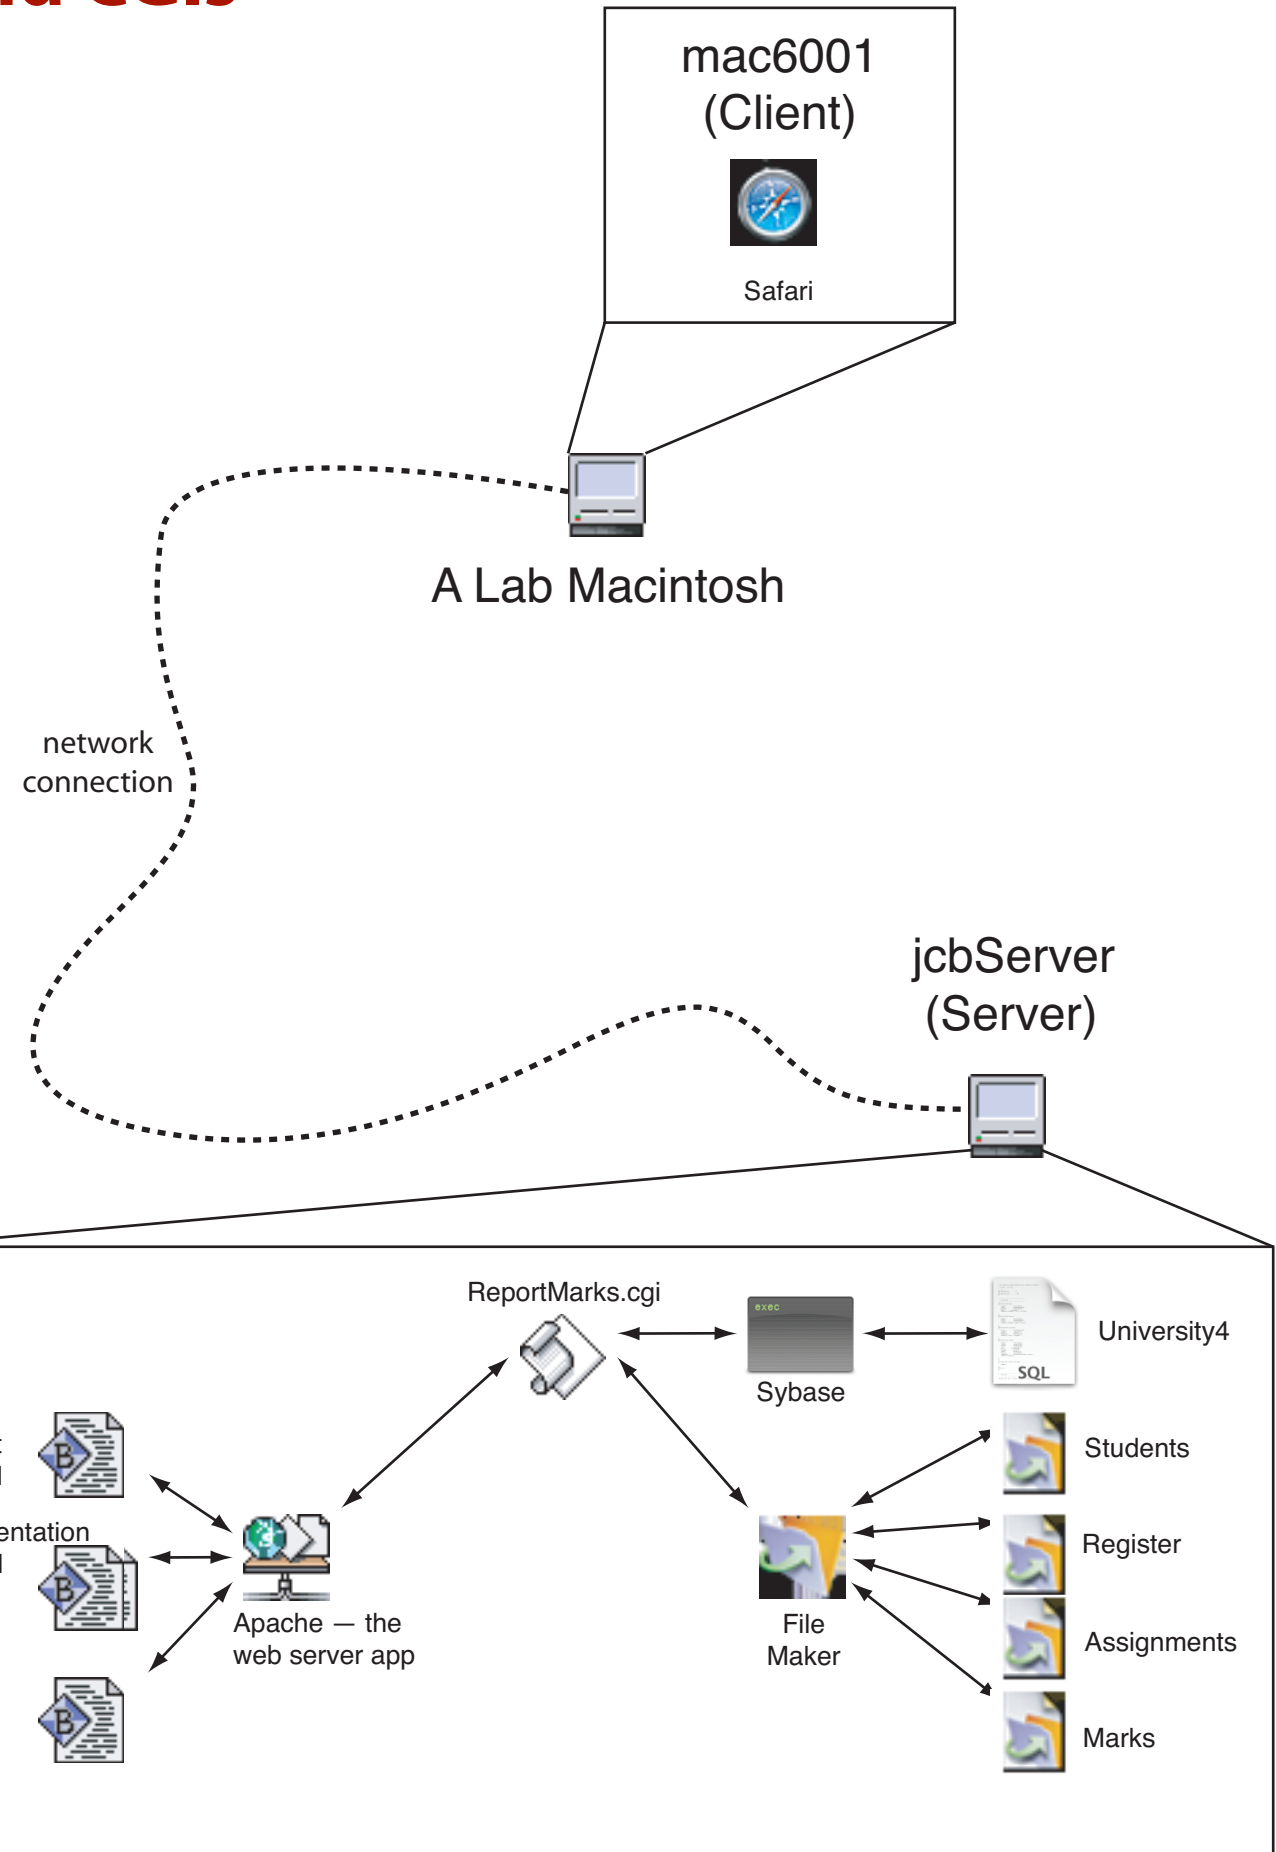 CGIs
mac6001
(Client)
Safari
A Lab Macintosh
network
connection
jcbServer
(Server)
ReportMarks.cgi
exec
Sybase
SQL
University4
Students
Register
Assignments
Marks
File
Maker
entation
B
B
B
Apache — the
web server app